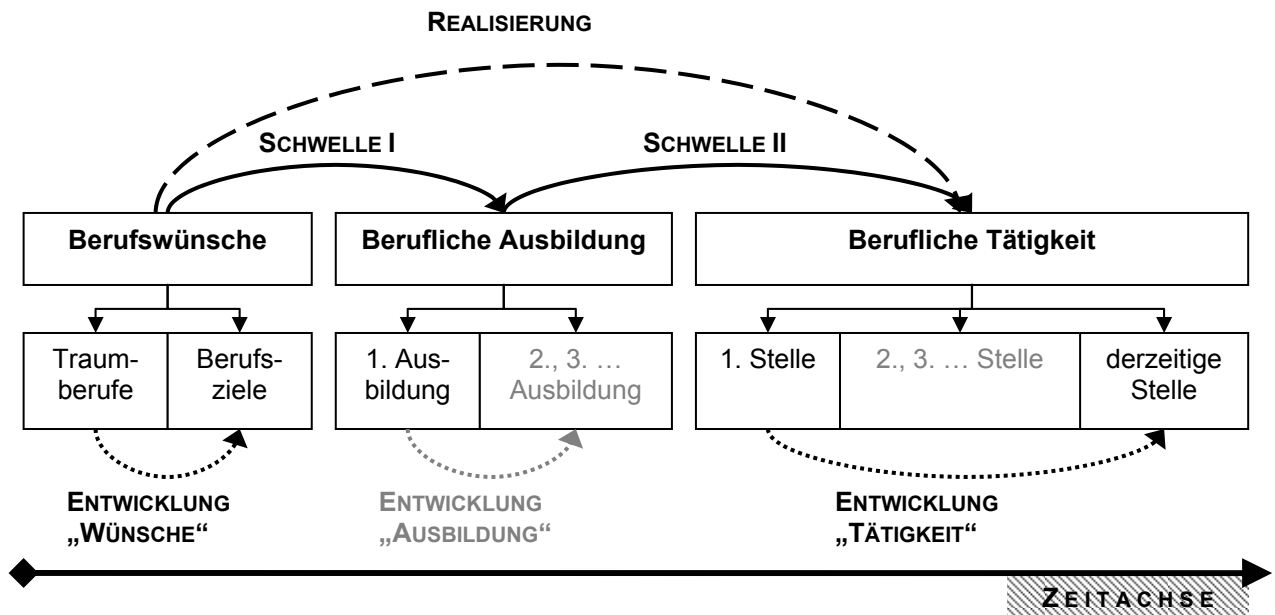 REALISIERUNG
SCHWELLE I
SCHWELLE II
Berufswünsche
Berufliche Ausbildung
Berufliche Tätigkeit
Traum-
berufe
Berufs-
ziele
1. Aus-
bildung
2., 3. …
Ausbildung
1. Stelle
2., 3. … Stelle
derzeitige
Stelle
ENTWICKLUNG
„WÜNSCHE“
ENTWICKLUNG
„AUSBILDUNG“
ENTWICKLUNG
„TÄTIGKEIT“
ZEITACHSE